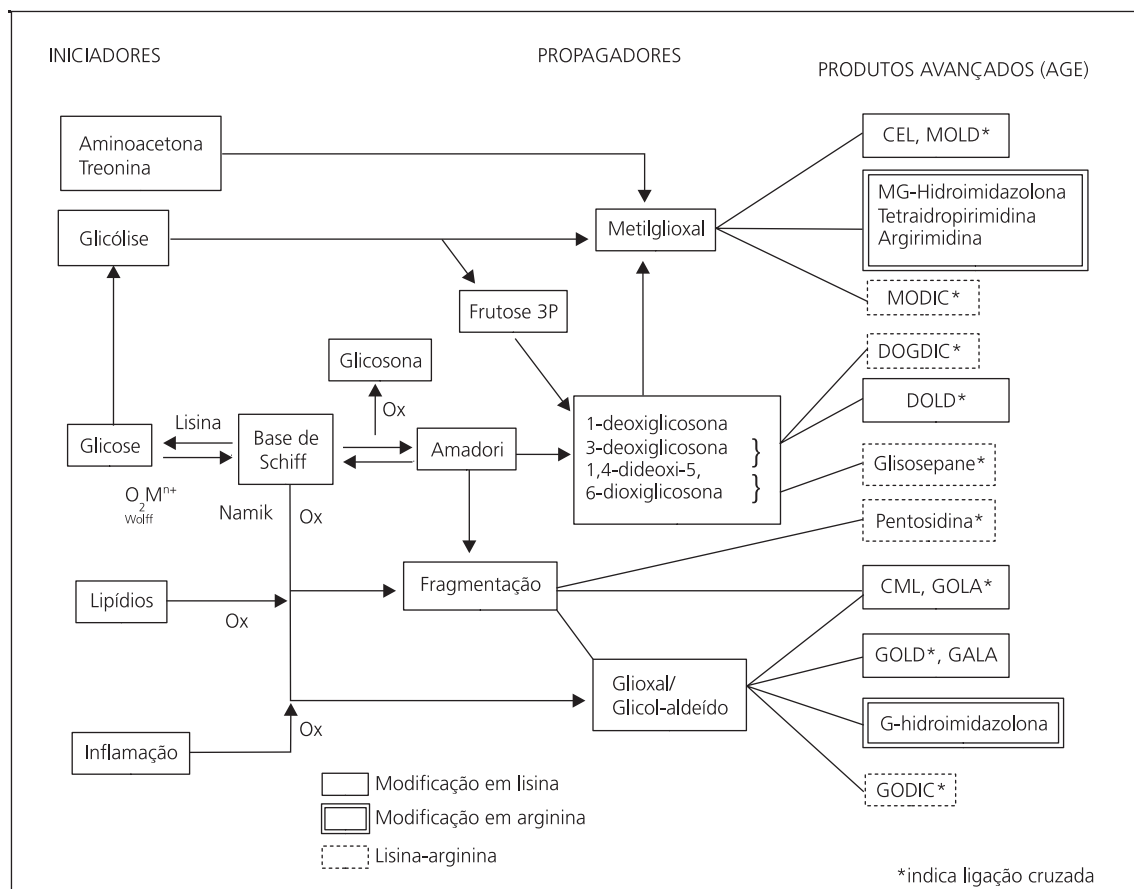 INICIADORES
PROPAGADORES
PRODUTOS AVANÇADOS (AGE)
Aminoacetona
Treonina
CEL, MOLD*
MG-Hidroimidazolona
Tetraidropirimidina
Argirimidina
Glicólise
Metilglioxal
MODIC*
Frutose 3P
DOGDIC*
Glicosona
DOLD*
Ox
Lisina
Glicose
Base de
Schiff
Amadori
1-deoxiglicosona
3-deoxiglicosona }
1,4-dideoxi-5,
6-dioxiglicosona }
Glisosepane*
O2Mn+
Wolff
Namik
Ox
Pentosidina*
Fragmentação
Lipídios
Ox
CML, GOLA*
GOLD*, GALA
Glioxal/
Glicol-aldeído
G-hidroimidazolona
Inflamação
Ox
GODIC*
Modificação em lisina
Modificação em arginina
Lisina-arginina
*indica ligação cruzada